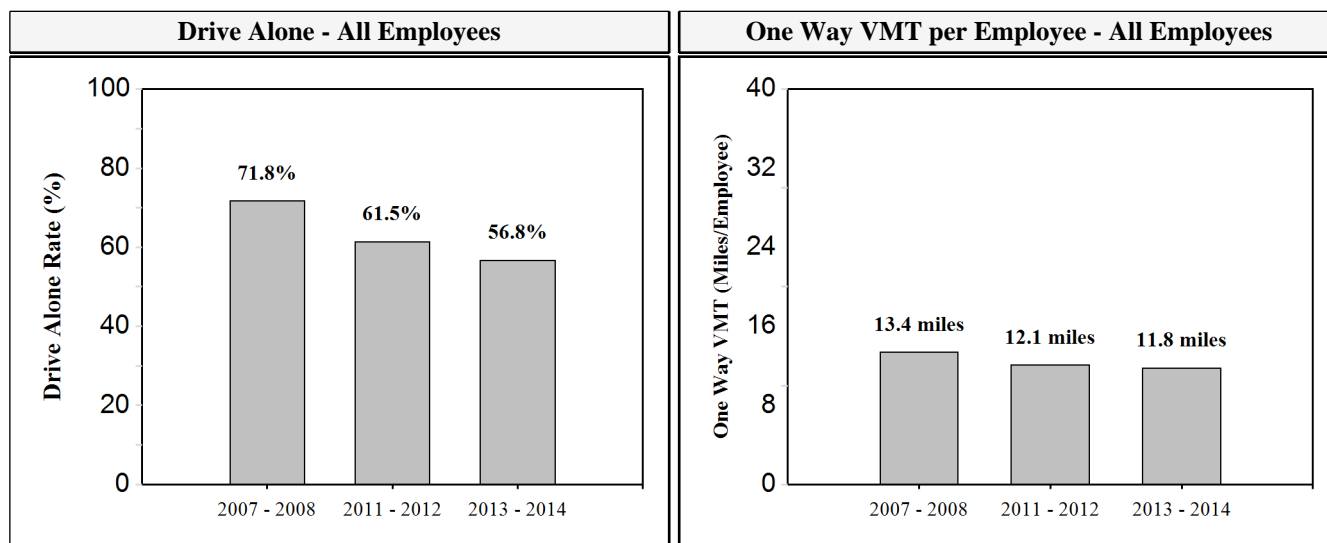 Drive Alone - All Employees
Drive Alone Rate (%)
100
80
60
40
20
0
71.8%
61.5%
56.8%
2007 - 2008
2011 - 2012
2013 - 2014
One Way VMT per Employee - All Employees
One Way VMT (Miles/Employee)
40
32
24
16
8
0
13.4 miles
12.1 miles
11.8 miles
2007 - 2008
2011 - 2012
2013 - 2014